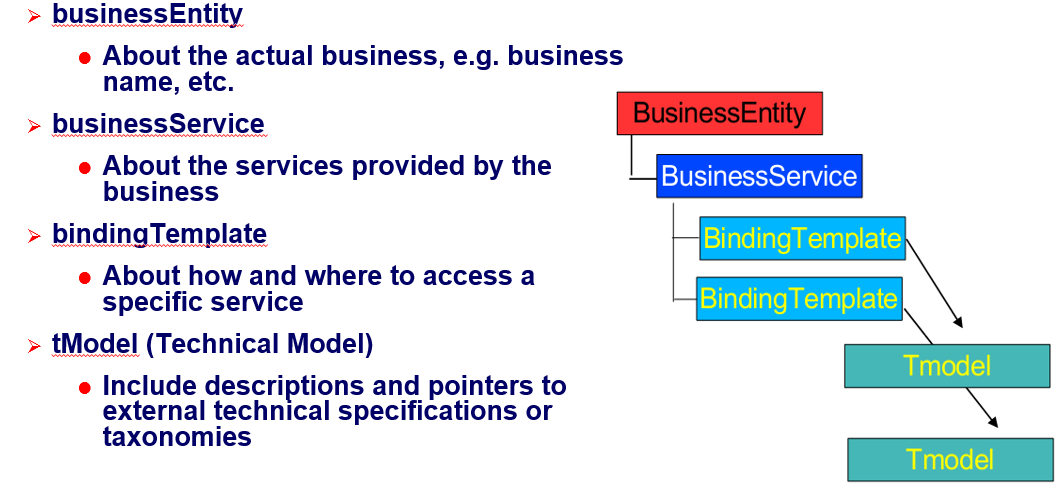 businessEntity
About the actual business, e.g. business
name, etc.
businessService
About the services provided by the
business
bindingTemplate
About how and where to access a
specific service
tModel (Technical Model)
Include descriptions and pointers to
external technical specifications or
taxonomies
BusinessEntity
BusinessService
BindingTemplate
BindingTemplate
Tmodel
Tmodel